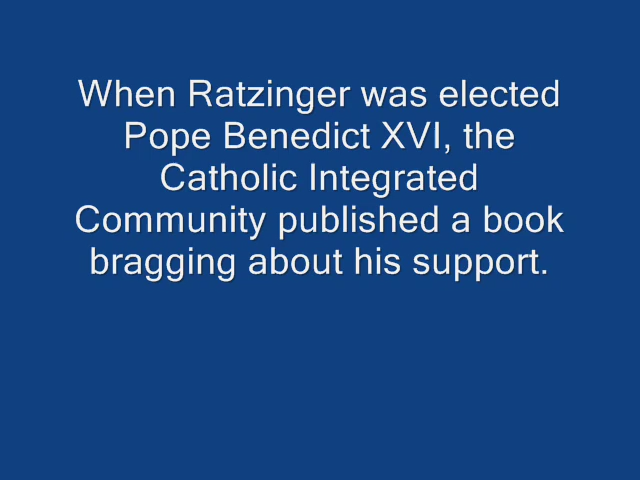 When Ratzinger was elected
Pope Benedict XVI, the
Catholic Integrated
Community published a book
bragging about his support.